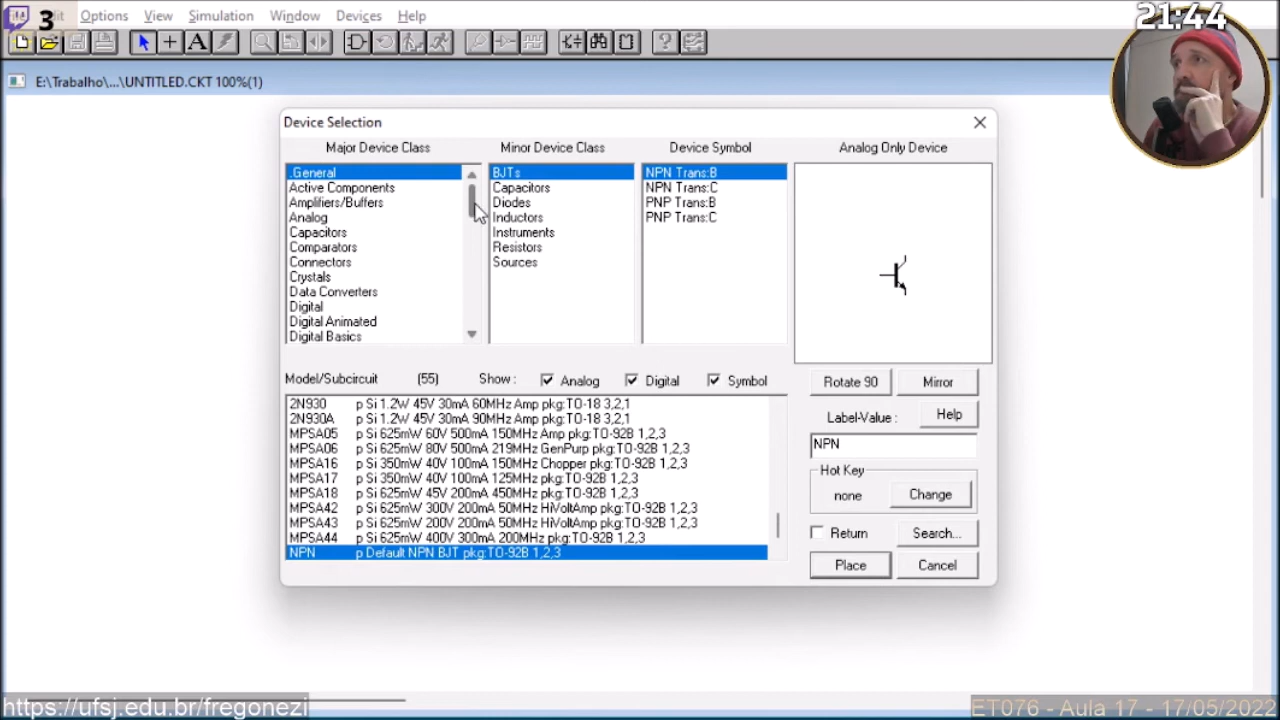 3
Options View Simulation Window Devices Help
21:44
E:\Trabalho\...\UNTITLED.CKT 100%(1)
Device Selection
Major Device Class
Minor Device Class
Device Symbol
Analog Only Device
.General
Active Components
Amplifiers/Buffers
Analog
Capacitors
Comparators
Connectors
Crystals
Data Converters
Digital
Digital Animated
Digital Basics
BJTs
Capacitors
Diodes
Inductors
Instruments
Resistors
Sources
NPN Trans:B
NPN Trans:C
PNP Trans:B
PNP Trans:C
Model/Subcircuit (55) Show : Analog Digital Symbol
2N930 p Si 1.2W 45V 30mA 60MHz Amp pkg:TO-18 3,2,1
2N930A p Si 1.2W 45V 30mA 90MHz Amp pkg:TO-18 3,2,1
MPSA05 p Si 625mW 60V 500mA 150MHz Amp pkg:TO-92B 1,2,3
MPSA06 p Si 625mW 80V 500mA 219MHz GenPurp pkg:TO-92B 1,2,3
MPSA16 p Si 350mW 40V 100mA 150MHz Chopper pkg:TO-92B 1,2,3
MPSA17 p Si 350mW 40V 100mA 125MHz pkg:TO-92B 1,2,3
MPSA18 p Si 625mW 45V 200mA 450MHz pkg:TO-92B 1,2,3
MPSA42 p Si 625mW 300V 200mA 50MHz HiVoltAmp pkg:TO-92B 1,2,3
MPSA43 p Si 625mW 200V 200mA 50MHz HiVoltAmp pkg:TO-92B 1,2,3
MPSA44 p Si 625mW 400V 300mA 200MHz pkg:TO-92B 1,2,3
NPN p Default NPN BJT pkg:TO-92B 1,2,3
Rotate 90 Mirror
Label-Value : Help
NPN
Hot Key
none Change
Return Search...
Place Cancel
https://ufsj.edu.br/fregonezi
ET076 - Aula 17 - 17/05/2022